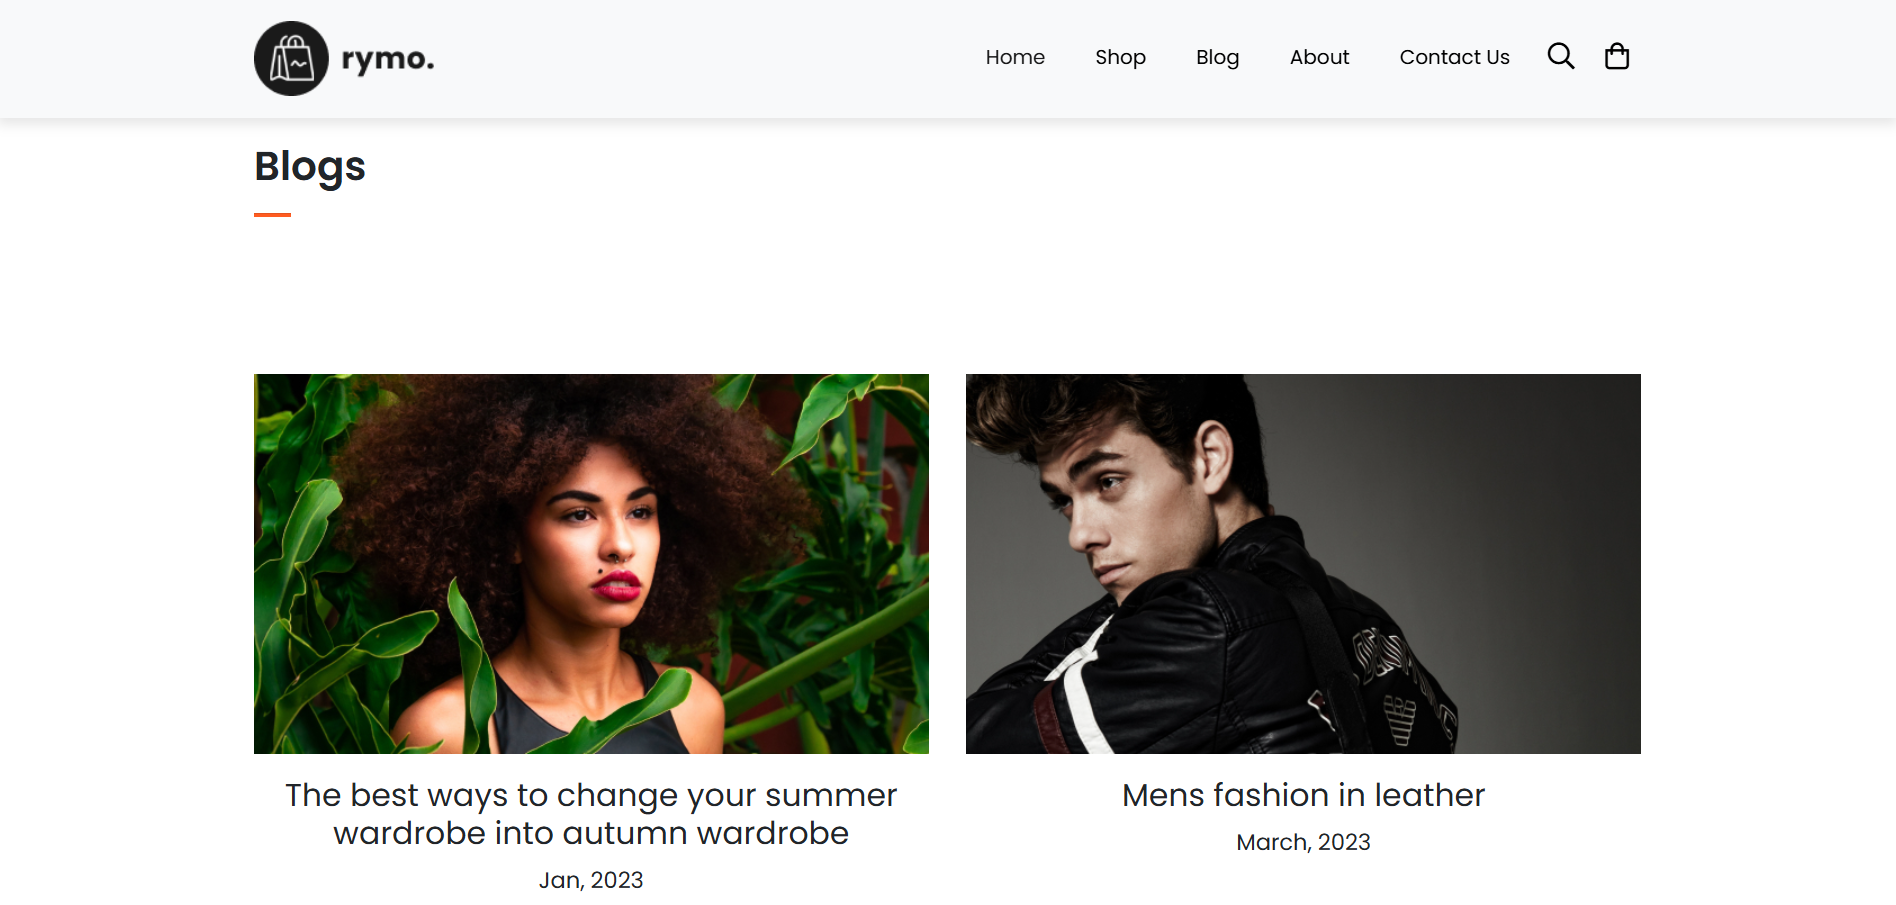 rymo.
Home
Shop
Blog
About
Contact Us
Blogs
The best ways to change your summer
wardrobe into autumn wardrobe
Jan, 2023
Mens fashion in leather
March, 2023